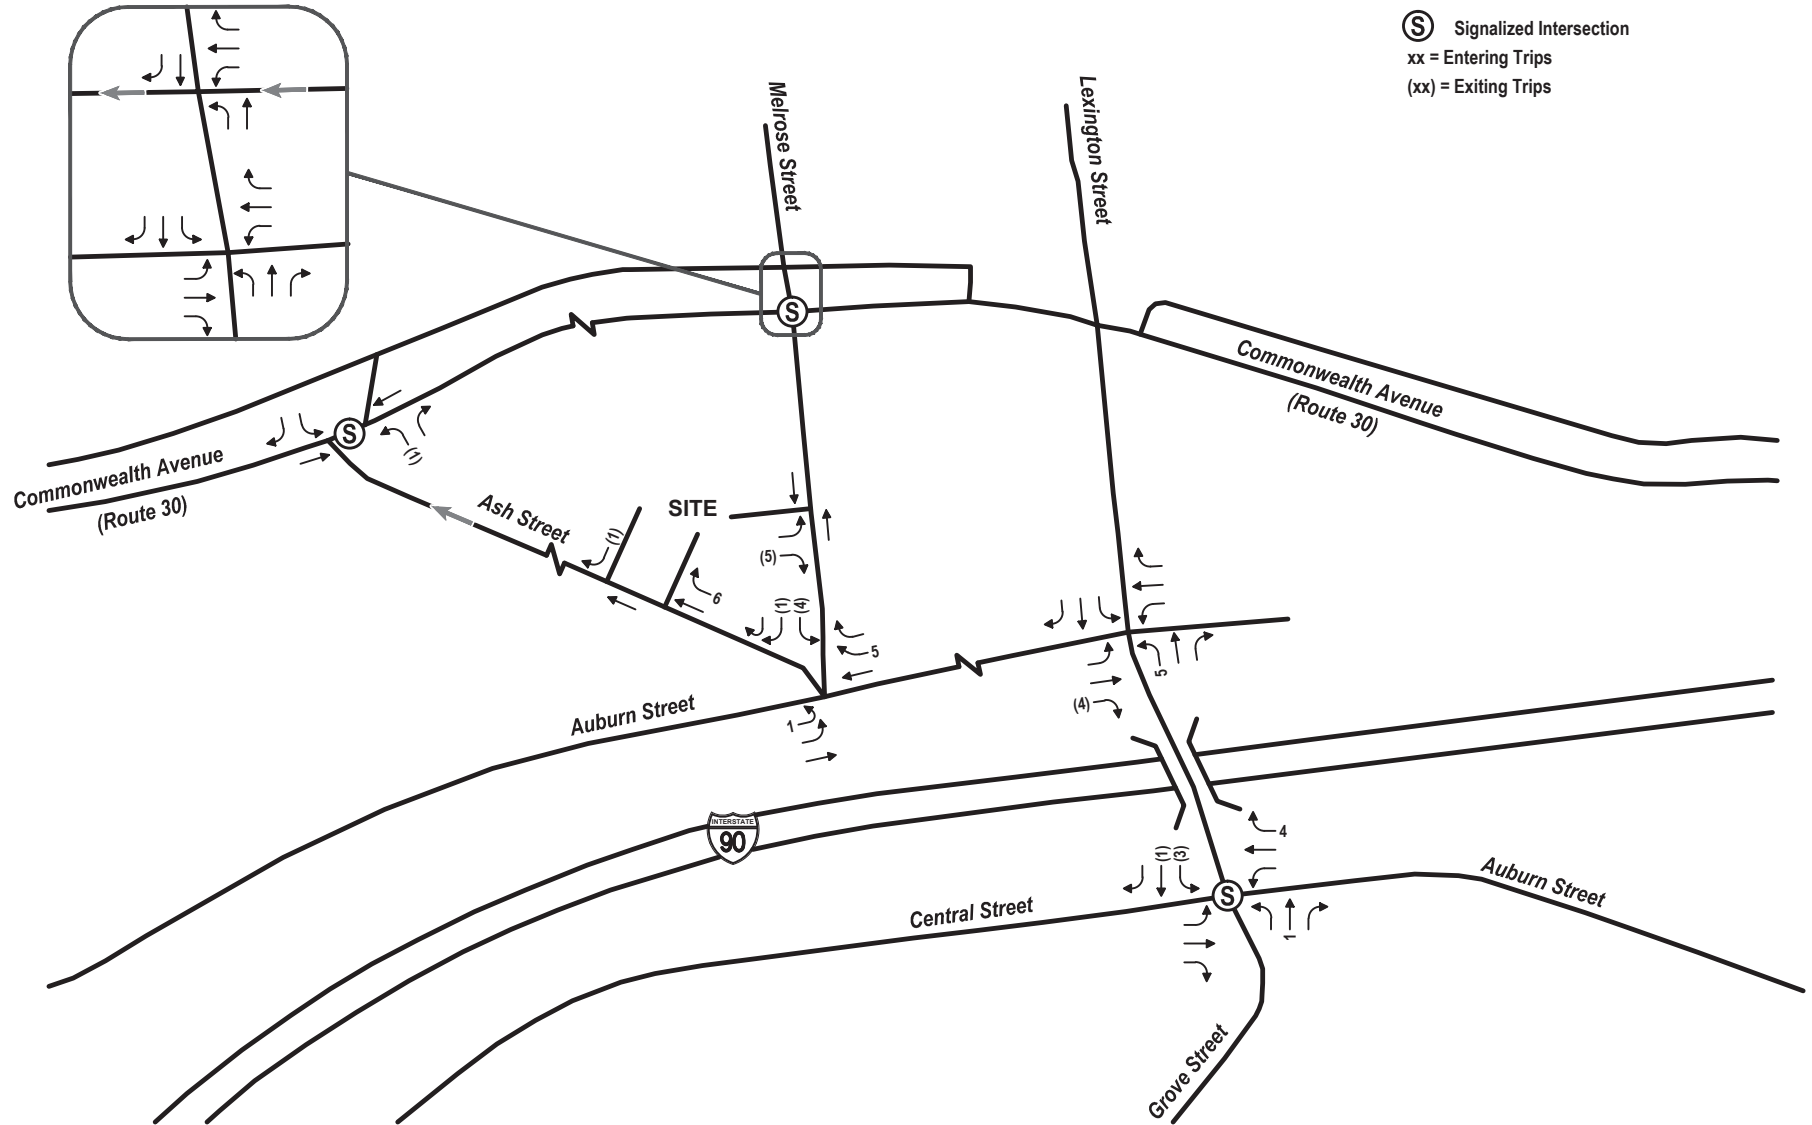 S Signalized Intersection
xx = Entering Trips
(xx) = Exiting Trips
Melrose Street
Lexington Street
S
Commonwealth Avenue
(Route 30)
S
(1)
Commonwealth Avenue
(Route 30)
Ash Street
SITE
(1)
(5)
6
(1)
(4)
5
5
(4)
Auburn Street
1
INTERSTATE
90
4
(1)
(3)
S
Auburn Street
Central Street
1
Grove Street